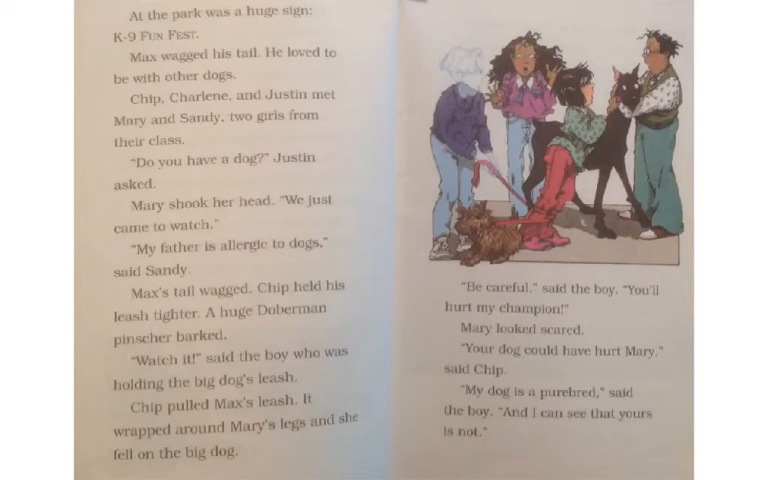 At the park was a huge sign:
K-9 FUN FEST.
Max wagged his tail. He loved to
be with other dogs.
Chip, Charlene, and Justin met
Mary and Sandy, two girls from
their class.
"Do you have a dog?" Justin
asked.
Mary shook her head. "We just
came to watch."
"My father is allergic to dogs,"
said Sandy.
Max's tail wagged. Chip held his
leash tighter. A huge Doberman
pinscher barked.
"Watch it!" said the boy who was
holding the big dog's leash.
Chip pulled Max's leash. It
wrapped around Mary's legs and she
fell on the big dog.
"Be careful," said the boy. "You'll
hurt my champion!"
Mary looked scared.
"Your dog could have hurt Mary,"
said Chip.
"My dog is a purebred," said
the boy. "And I can see that yours
is not."